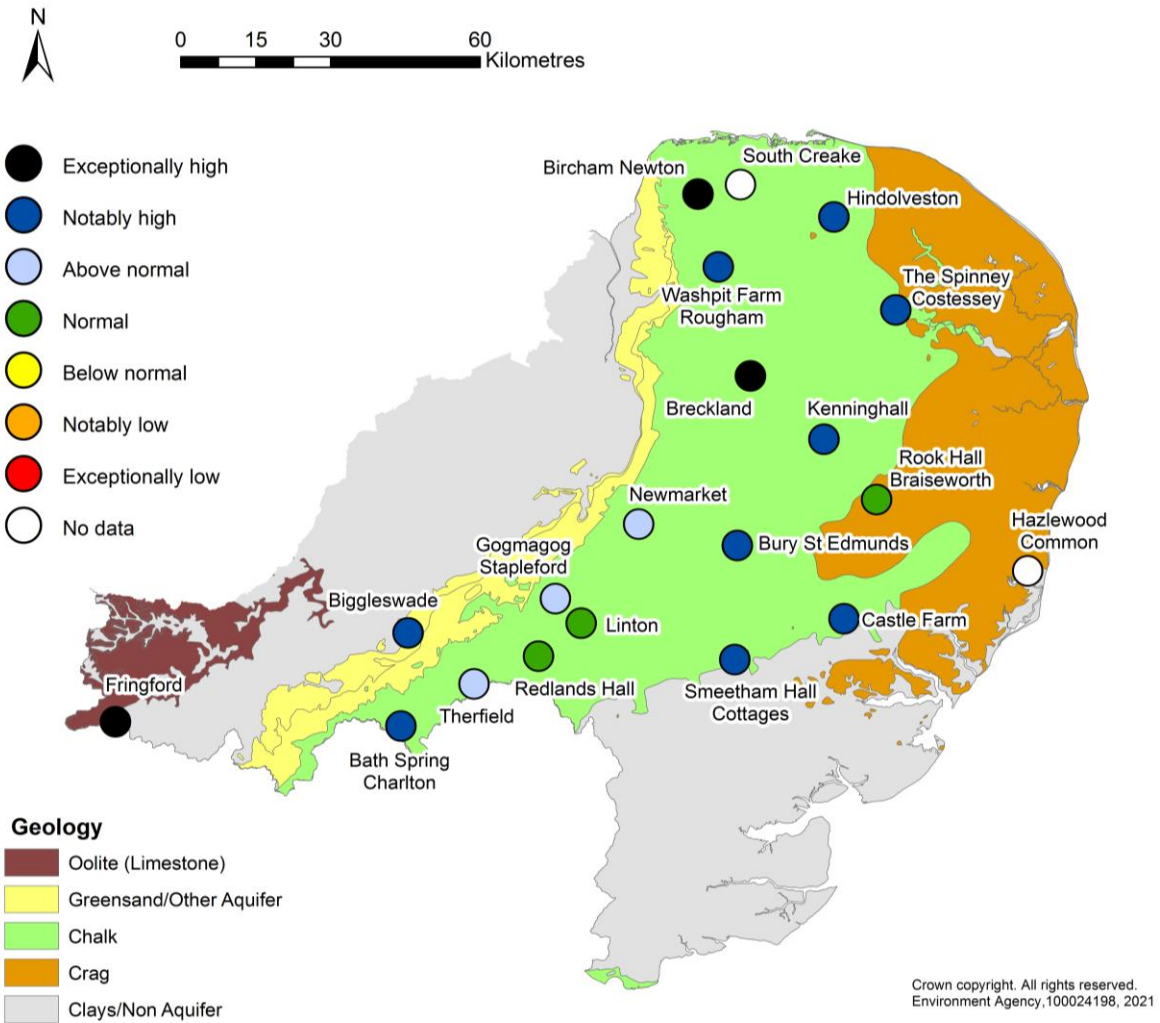 N
0 15 30 60
Kilometres
Exceptionally high
Notably high
Above normal
Normal
Below normal
Notably low
Exceptionally low
No data
Bircham Newton
South Creake
Hindolveston
Washpit Farm
Rougham
The Spinney
Costessey
Breckland
Kenninghall
Rook Hall
Braiseworth
Newmarket
Hazlewood
Common
Gogmagog
Stapleford
Bury St Edmunds
Biggleswade
Linton
Castle Farm
Fringford
Redlands Hall
Smeetham Hall
Cottages
Therfield
Bath Spring
Charlton
Geology
Oolite (Limestone)
Greensand/Other Aquifer
Chalk
Crag
Clays/Non Aquifer
Crown copyright. All rights reserved.
Environment Agency,100024198, 2021